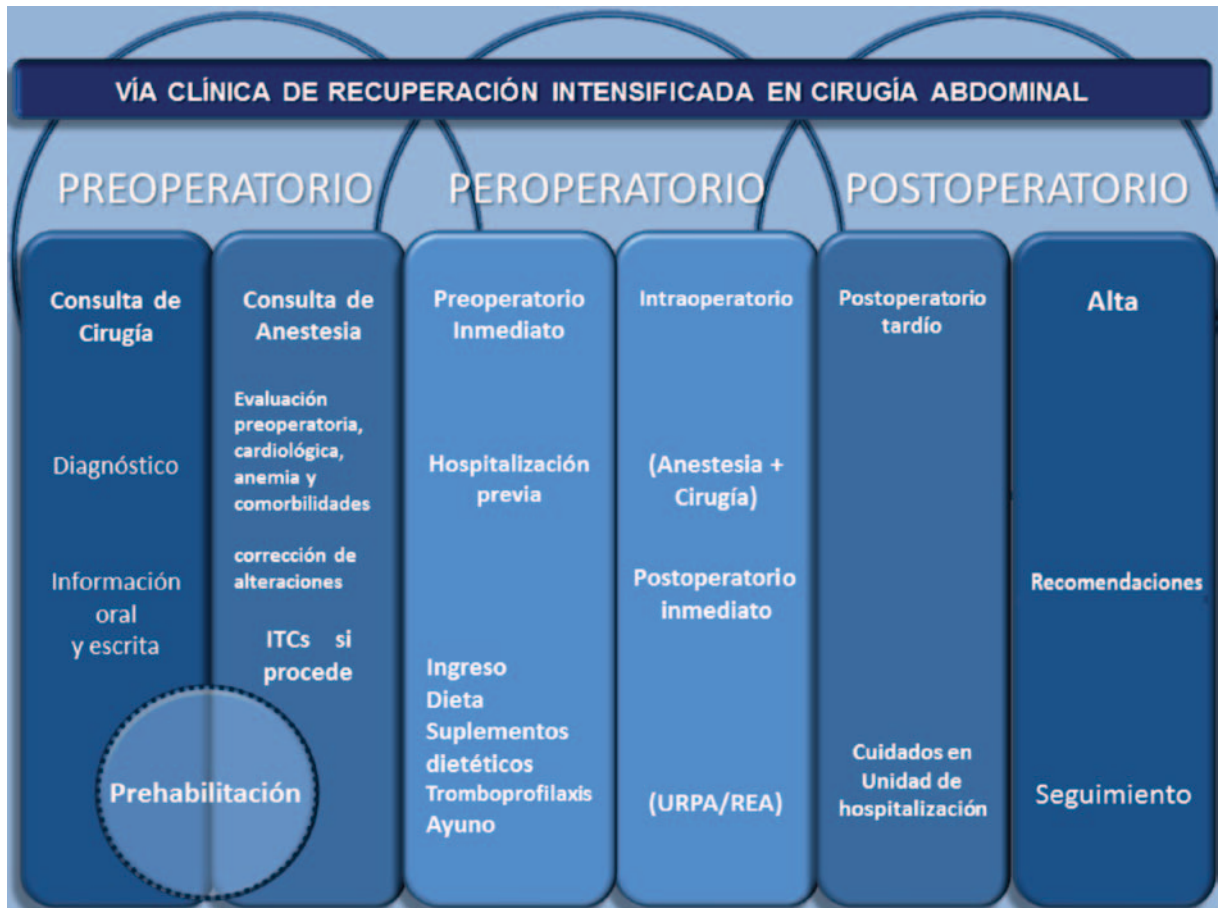 VÍA CLÍNICA DE RECUPERACIÓN INTENSIFICADA EN CIRUGÍA ABDOMINAL
PREOPERATORIO
PEROPERATORIO
POSTOPERATORIO
Consulta de
Cirugía
Diagnóstico
Información
oral
y escrita
Consulta de
Anestesia
Evaluación
preoperatoria,
cardiológica,
anemia y
comorbilidades
corrección de
alteraciones
ITCs si
procede
Prehabilitación
Preoperatorio
Inmediato
Hospitalización
previa
Ingreso
Dieta
Suplementos
dietéticos
Tromboprofilaxis
Ayuno
Intraoperatorio
(Anestesia +
Cirugía)
Postoperatorio
inmediato
(URPA/REA)
Postoperatorio
tardío
Cuidados en
Unidad de
hospitalización
Alta
Recomendaciones
Seguimiento